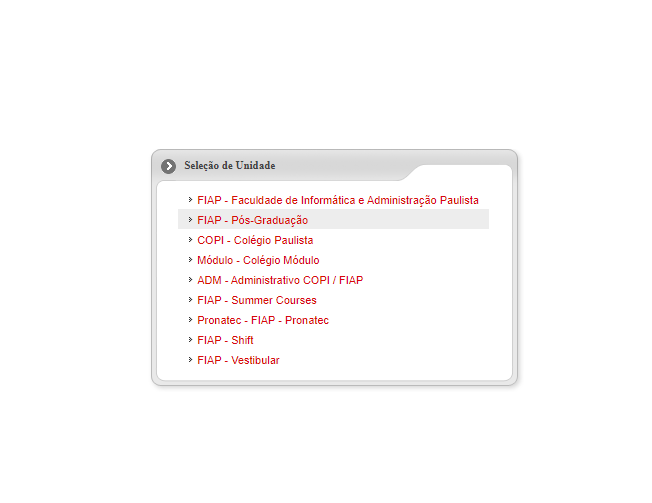 Seleção de Unidade
FIAP - Faculdade de Informática e Administração Paulista
FIAP - Pós-Graduação
COPI - Colégio Paulista
Módulo - Colégio Módulo
ADM - Administrativo COPI / FIAP
FIAP - Summer Courses
Pronatec - FIAP - Pronatec
FIAP - Shift
FIAP - Vestibular